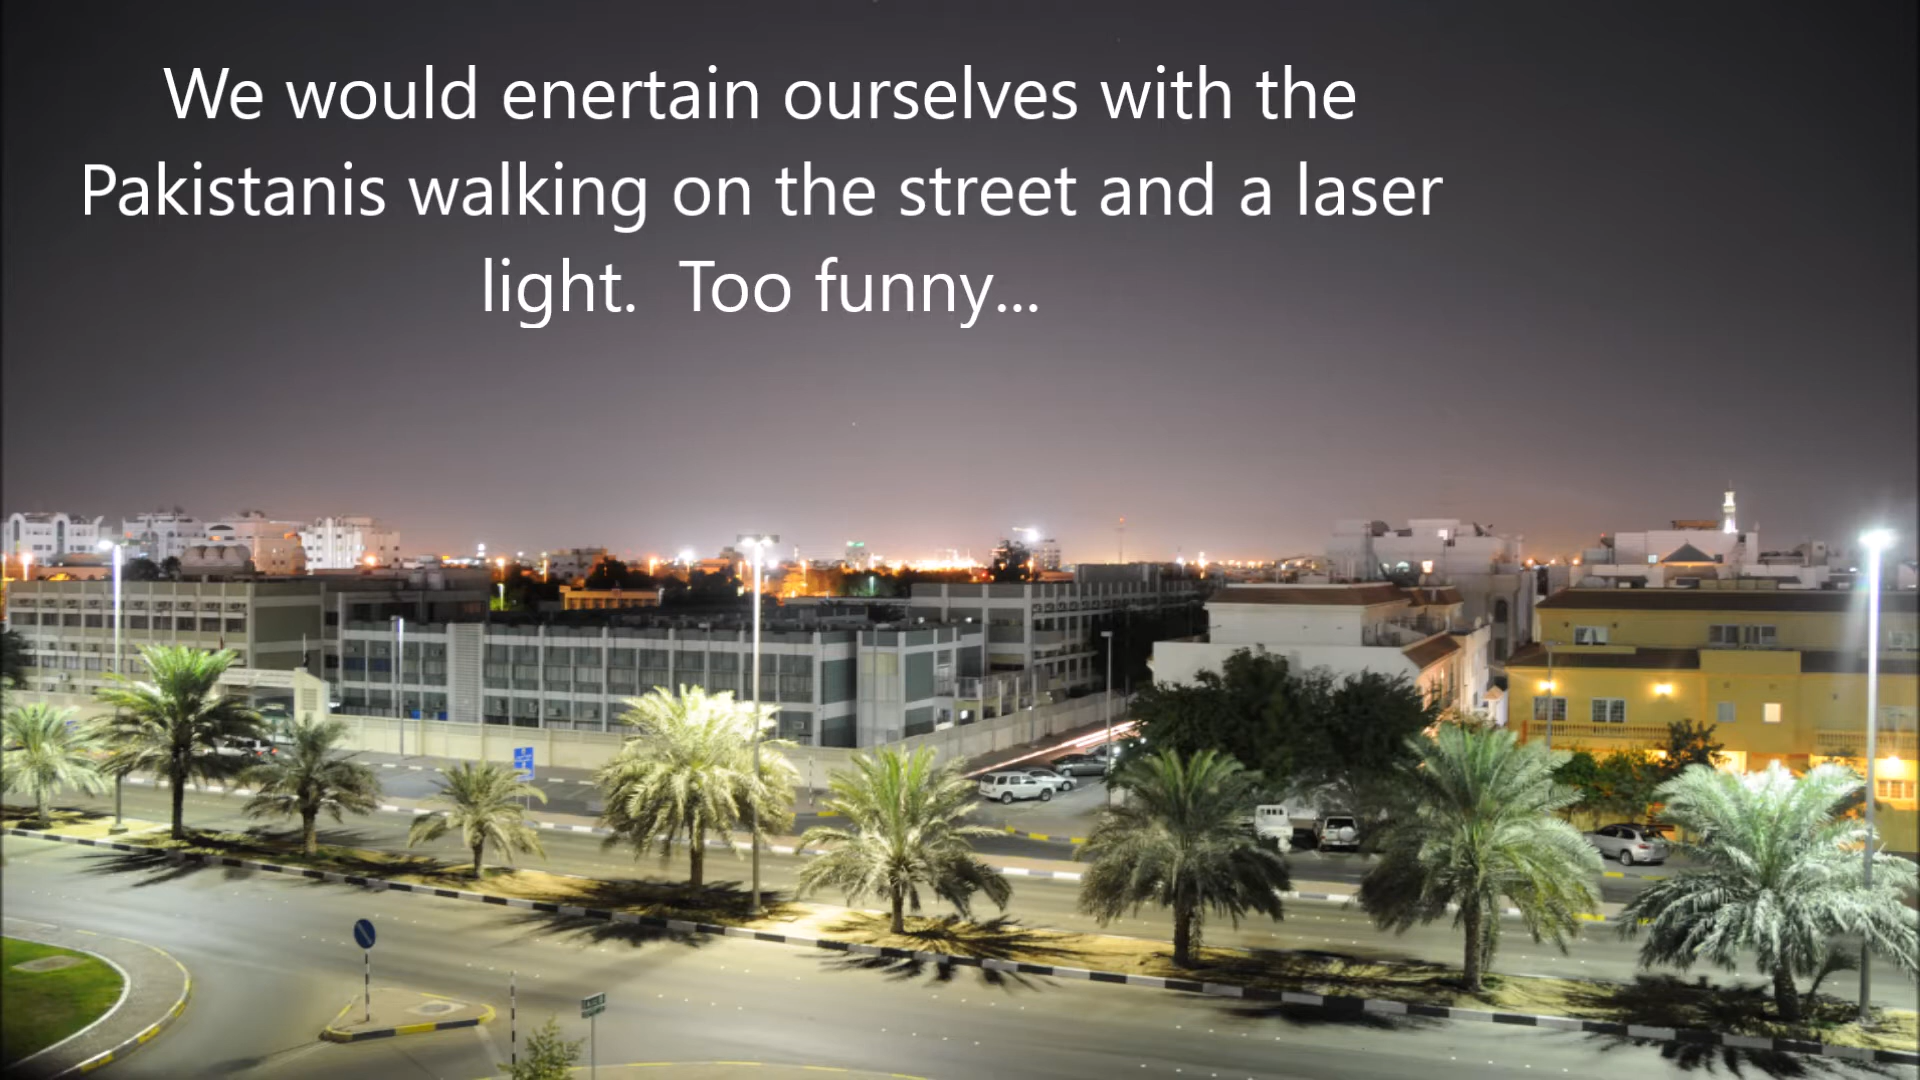 We would enertain ourselves with the
Pakistanis walking on the street and a laser
light.  Too funny...